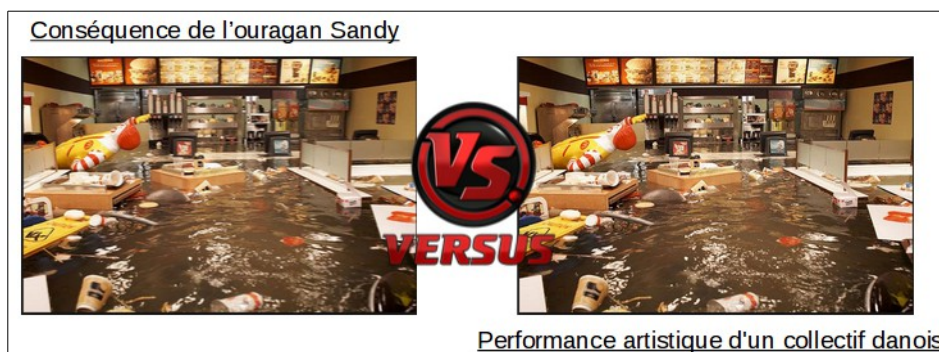 Conséquence de l'ouragan Sandy
VS.
VERSUS
Performance artistique d'un collectif danois